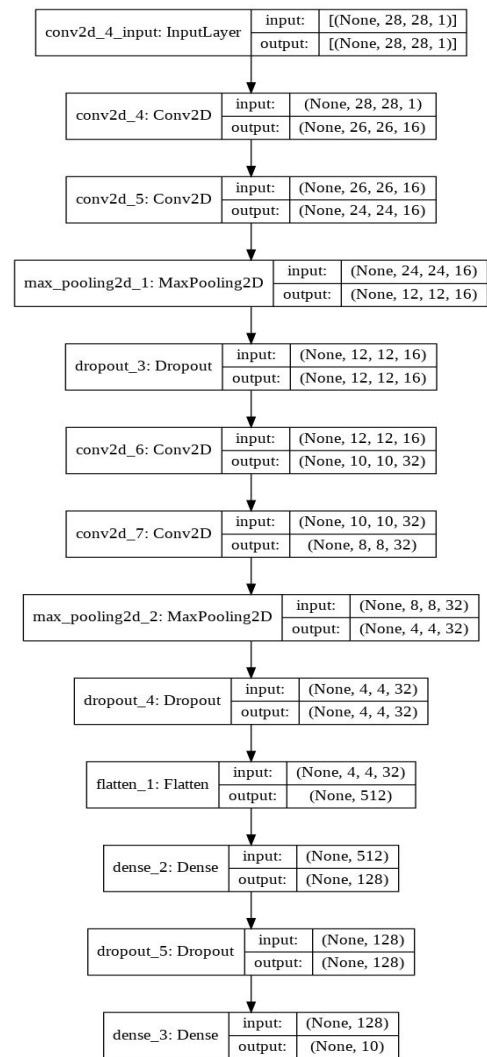 conv2d_4_input: InputLayer
input: [(None, 28, 28, 1)]
output: [(None, 28, 28, 1)]
conv2d_4: Conv2D
input: (None, 28, 28, 1)
output: (None, 26, 26, 16)
conv2d_5: Conv2D
input: (None, 26, 26, 16)
output: (None, 24, 24, 16)
max_pooling2d_1: MaxPooling2D
input: (None, 24, 24, 16)
output: (None, 12, 12, 16)
dropout_3: Dropout
input: (None, 12, 12, 16)
output: (None, 12, 12, 16)
conv2d_6: Conv2D
input: (None, 12, 12, 16)
output: (None, 10, 10, 32)
conv2d_7: Conv2D
input: (None, 10, 10, 32)
output: (None, 8, 8, 32)
max_pooling2d_2: MaxPooling2D
input: (None, 8, 8, 32)
output: (None, 4, 4, 32)
dropout_4: Dropout
input: (None, 4, 4, 32)
output: (None, 4, 4, 32)
flatten_1: Flatten
input: (None, 4, 4, 32)
output: (None, 512)
dense_2: Dense
input: (None, 512)
output: (None, 128)
dropout_5: Dropout
input: (None, 128)
output: (None, 128)
dense_3: Dense
input: (None, 128)
output: (None, 10)